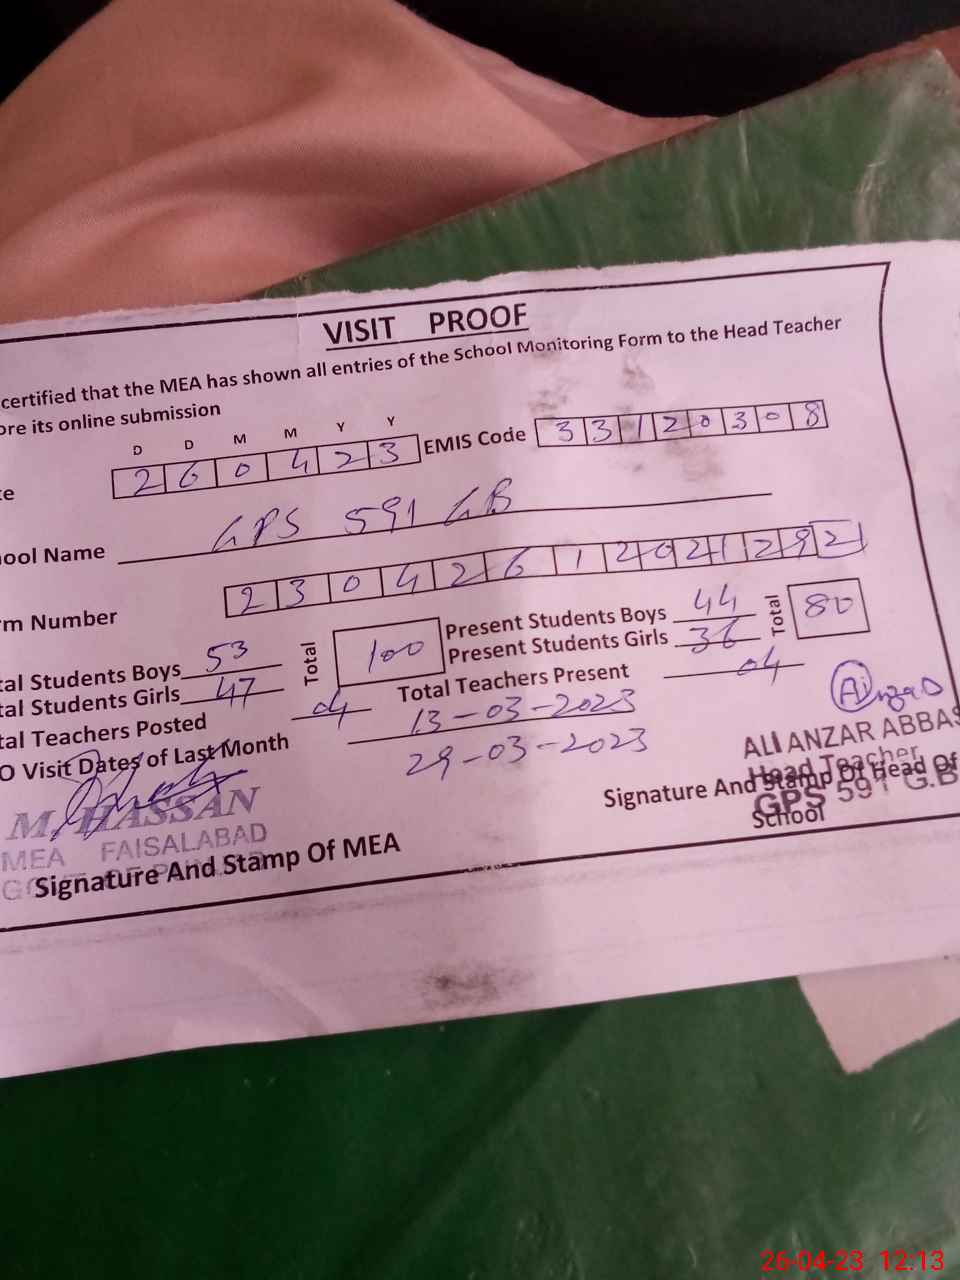 VISIT PROOF
certified that the MEA has shown all entries of the School Monitoring Form to the Head Teacher
ore its online submission
D D M M Y Y
te 2 6 0 4 2 3 EMIS Code 3 3 1 2 0 3 0 8
hool Name GPS 591 GB
rm Number 2 3 0 4 2 6 1 2 0 2 1 2 9 2
tal Students Boys 53 Total 100 Present Students Boys 44 Total 80
tal Students Girls 47 Present Students Girls 36
tal Teachers Posted 04 Total Teachers Present 04
O Visit Dates of Last Month 13-03-2023
29-03-2023
M. HASSAN
MEA FAISALABAD
Signature And Stamp Of MEA
ALI ANZAR ABBAS
Head Teacher
GPS 591 G.B
Signature And Stamp Of Head Of
School
26-04-23 12:13